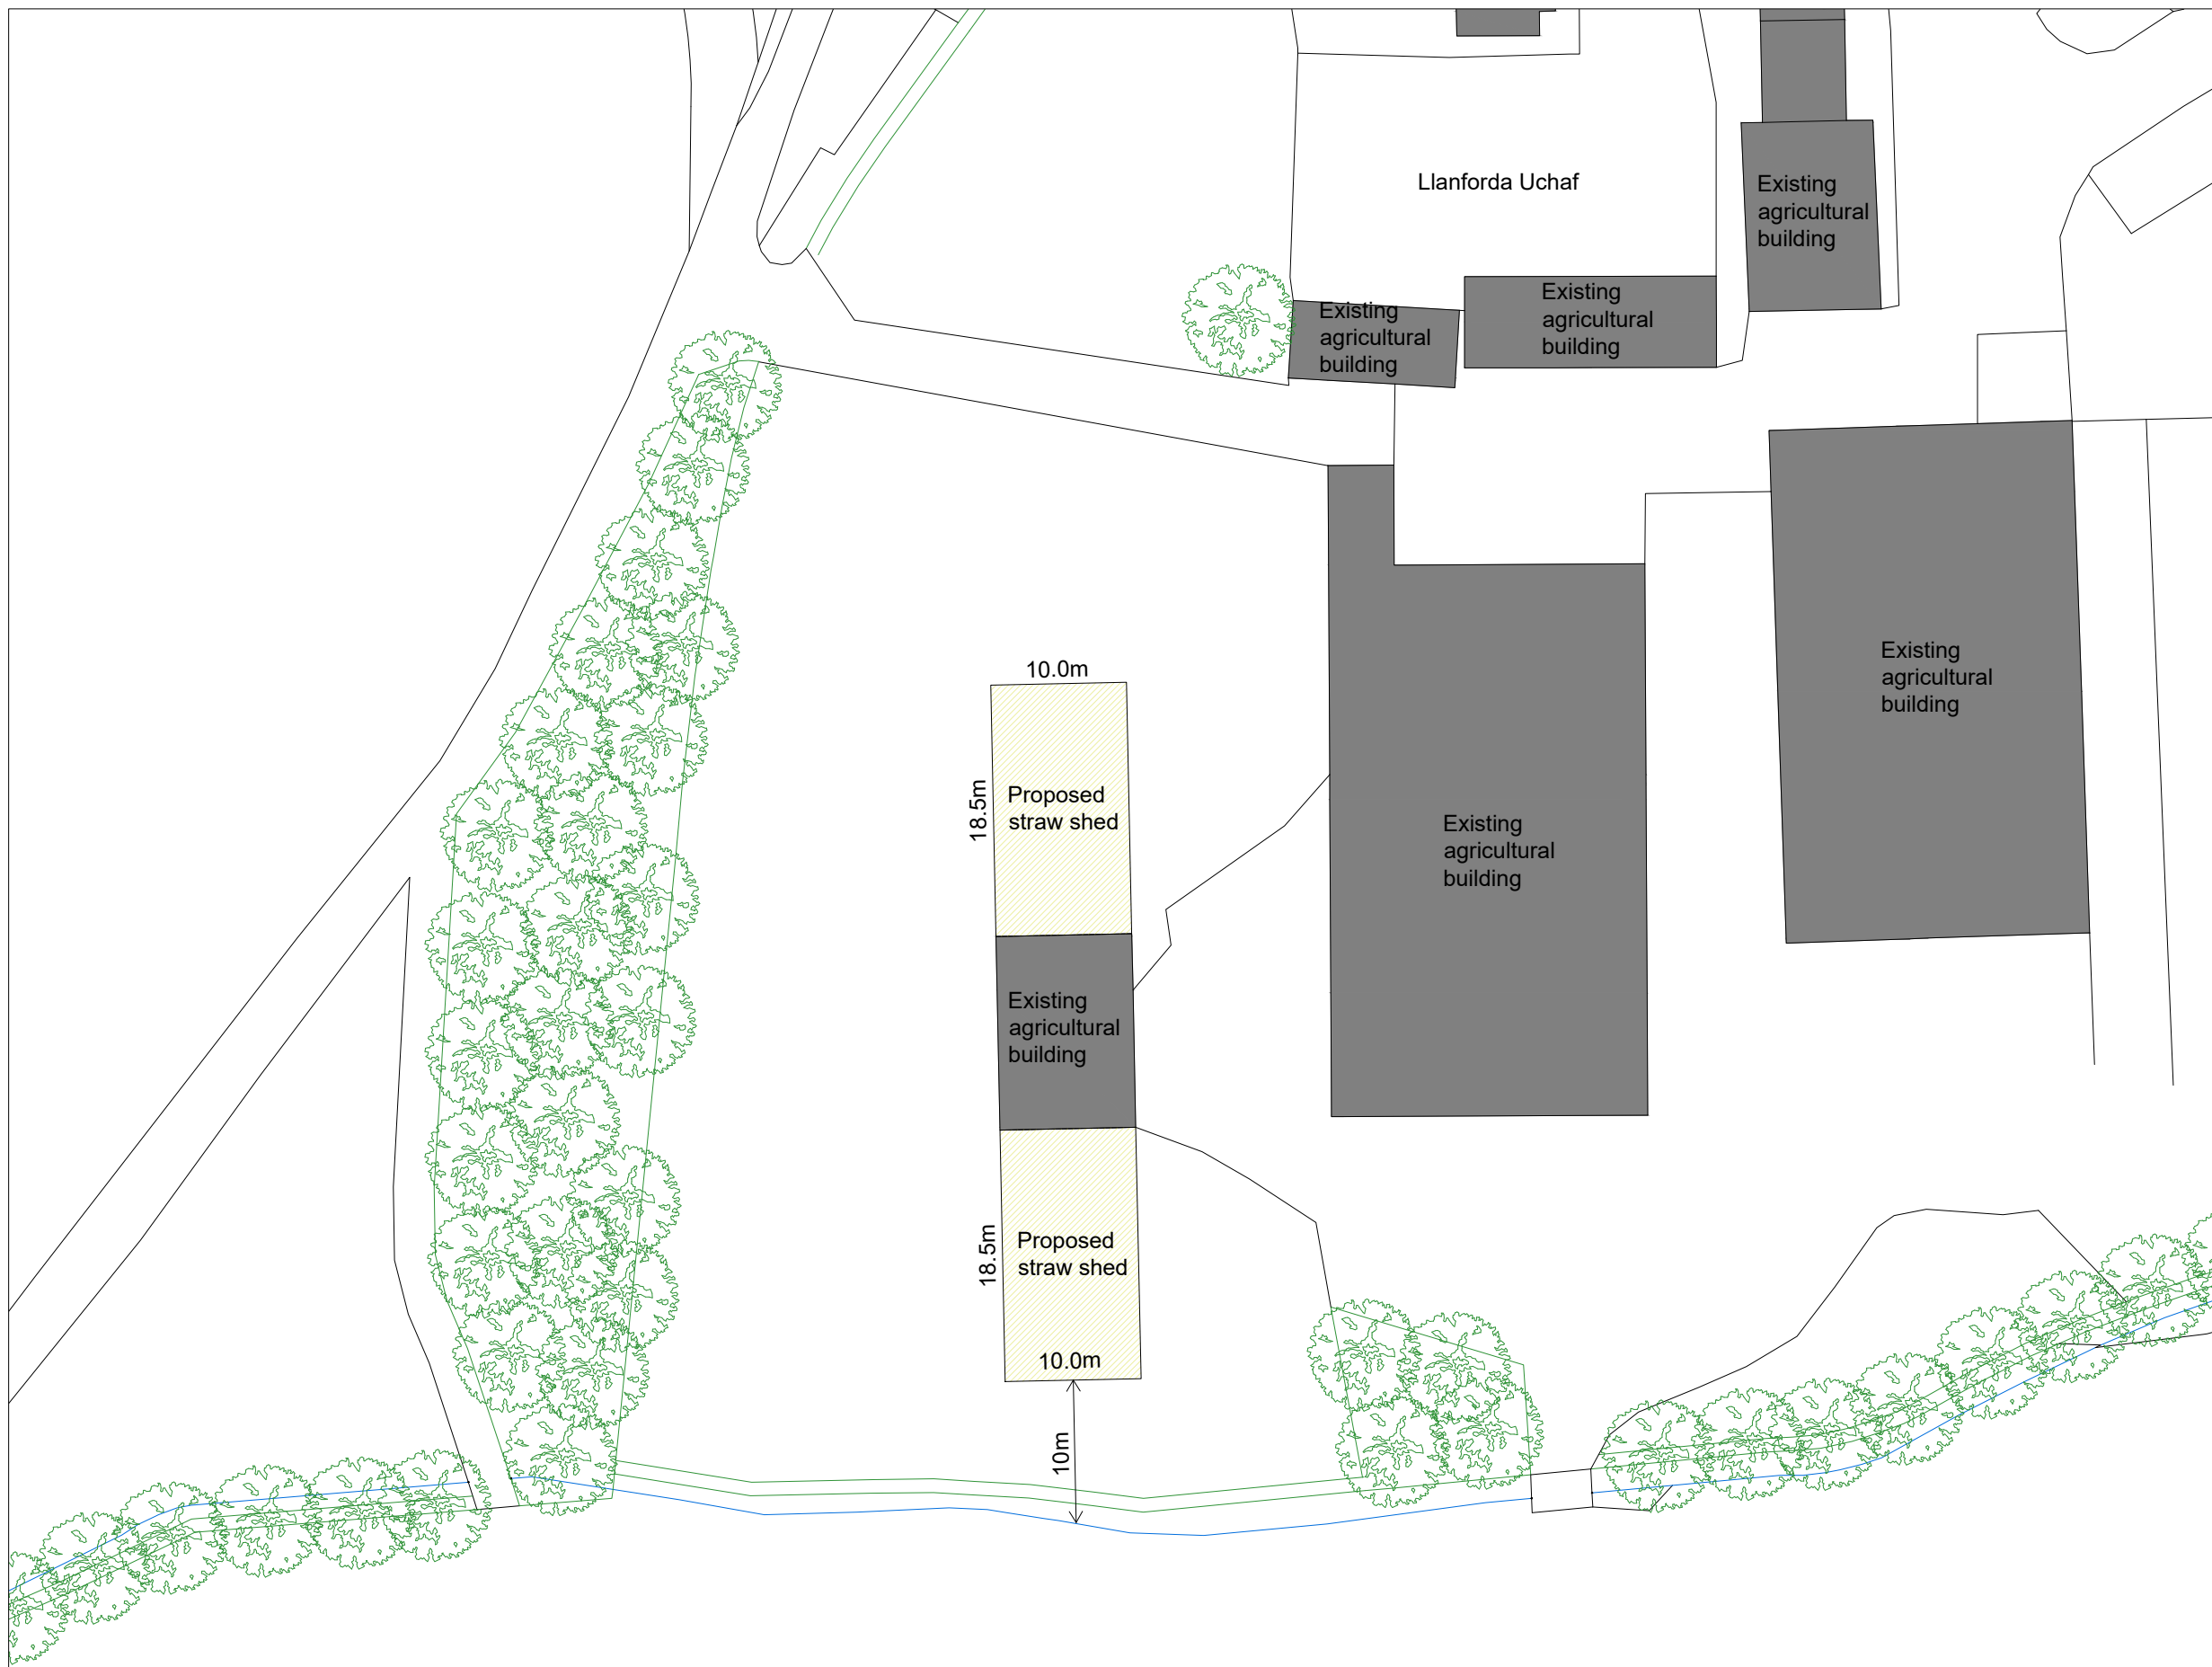 Llanforda Uchaf
Existing
agricultural
building
Existing
agricultural
building
Existing
agricultural
building
10.0m
18.5m
Proposed
straw shed
Existing
agricultural
building
Existing
agricultural
building
Existing
agricultural
building
18.5m
Proposed
straw shed
10.0m
10m